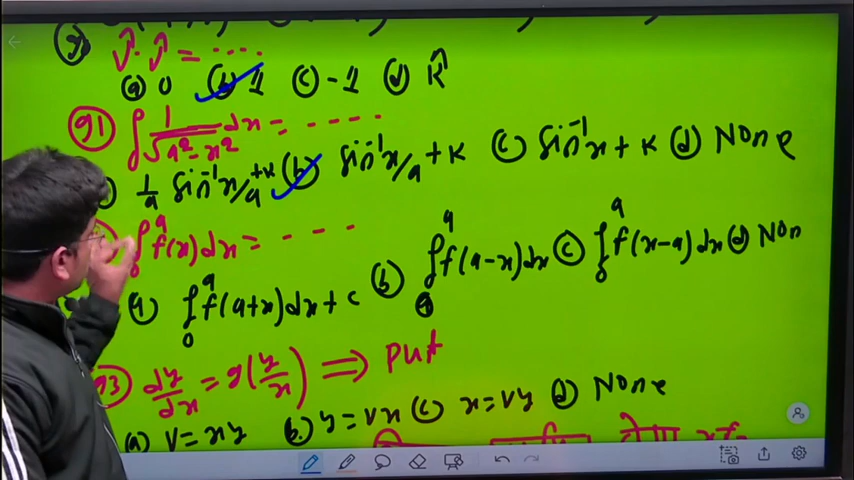 ĵ. ĵ = .....
(a) 0 (b) 1 (c) -1 (d) k̂
91 ∫ 1/√(a²-x²) dx = .....
1/a sin⁻¹x/a +k (b) sin⁻¹x/a + k (c) sin⁻¹x + k (d) None
∫₀ᵃ f(x)dx = ....
(a) ∫₀ᵃ f(a+x)dx + c (b) ∫₀ᵃ f(a-x)dx (c) ∫₀ᵃ f(x-a)dx (d) Non
93 dy/dx = g(y/x) ⇒ Put
(a) v=xy (b. y=vx (c) x=vy (d) None